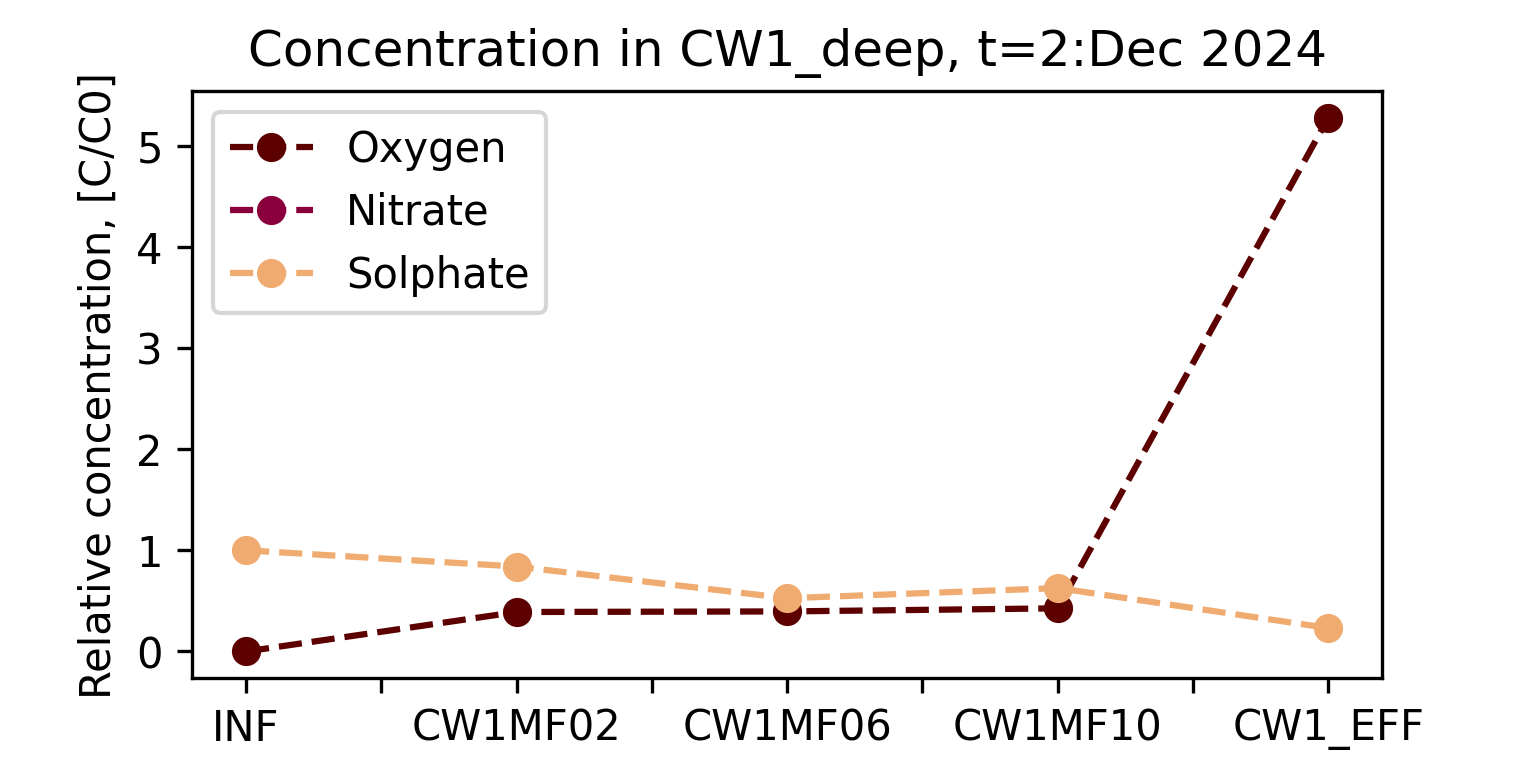 Concentration in CW1_deep, t=2:Dec 2024
Relative concentration, [C/C0]
5
4
3
2
1
0
Oxygen
Nitrate
Solphate
INF
CW1MF02
CW1MF06
CW1MF10
CW1_EFF